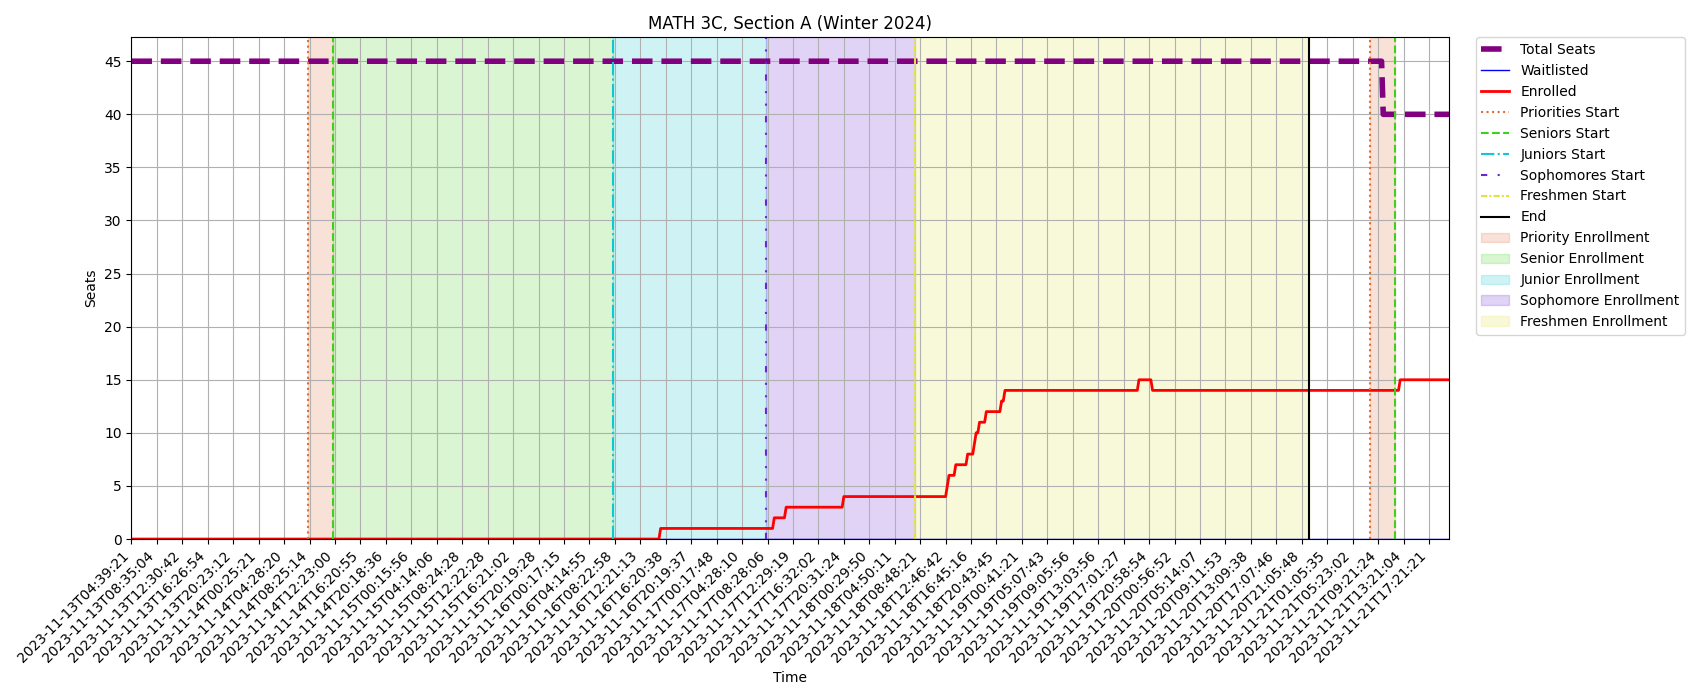 MATH 3C, Section A (Winter 2024)
Seats
45
40
35
30
25
20
15
10
5
0
2023-11-13T04:39:21
2023-11-13T08:35:04
2023-11-13T12:30:42
2023-11-13T16:26:54
2023-11-13T20:23:12
2023-11-14T00:25:21
2023-11-14T04:28:20
2023-11-14T08:25:14
2023-11-14T12:23:00
2023-11-14T16:20:55
2023-11-14T20:18:36
2023-11-15T00:15:56
2023-11-15T04:14:06
2023-11-15T08:24:28
2023-11-15T12:22:28
2023-11-15T16:21:02
2023-11-15T20:19:28
2023-11-16T00:17:15
2023-11-16T04:14:55
2023-11-16T08:22:58
2023-11-16T12:21:13
2023-11-16T16:20:38
2023-11-16T20:19:37
2023-11-17T00:17:48
2023-11-17T04:28:10
2023-11-17T08:28:06
2023-11-17T12:29:19
2023-11-17T16:32:02
2023-11-17T20:31:24
2023-11-18T00:29:50
2023-11-18T04:50:11
2023-11-18T08:48:21
2023-11-18T12:46:42
2023-11-18T16:45:16
2023-11-18T20:43:45
2023-11-19T00:41:21
2023-11-19T05:07:43
2023-11-19T09:05:56
2023-11-19T13:03:56
2023-11-19T17:01:27
2023-11-19T20:58:54
2023-11-20T00:56:52
2023-11-20T05:14:07
2023-11-20T09:11:53
2023-11-20T13:09:38
2023-11-20T17:07:46
2023-11-20T21:05:48
2023-11-21T01:05:35
2023-11-21T05:23:02
2023-11-21T09:21:24
2023-11-21T13:21:04
2023-11-21T17:21:21
Time
Total Seats
Waitlisted
Enrolled
Priorities Start
Seniors Start
Juniors Start
Sophomores Start
Freshmen Start
End
Priority Enrollment
Senior Enrollment
Junior Enrollment
Sophomore Enrollment
Freshmen Enrollment